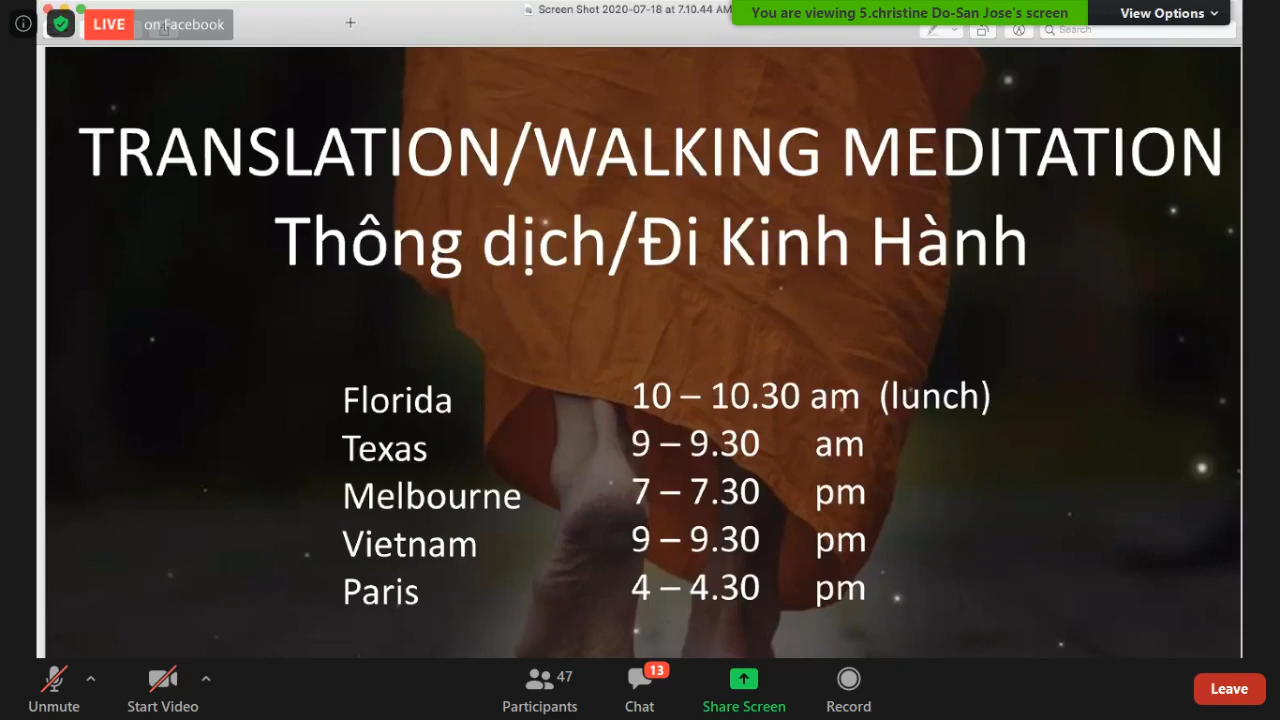 Screen Shot 2020-07-18 at 7.10.44 AM
You are viewing 5.christine Do-San Jose's screen
View Options
LIVE on Facebook
Search
TRANSLATION/WALKING MEDITATION
Thông dịch/Đi Kinh Hành
Florida 10 – 10.30 am (lunch)
Texas 9 – 9.30 am
Melbourne 7 – 7.30 pm
Vietnam 9 – 9.30 pm
Paris 4 – 4.30 pm
Unmute
Start Video
Participants 47
Chat 13
Share Screen
Record
Leave